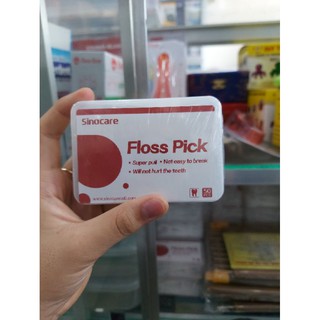 Sinocare
Floss Pick
• Super pull • Not easy to break
• Will not hurt the teeth